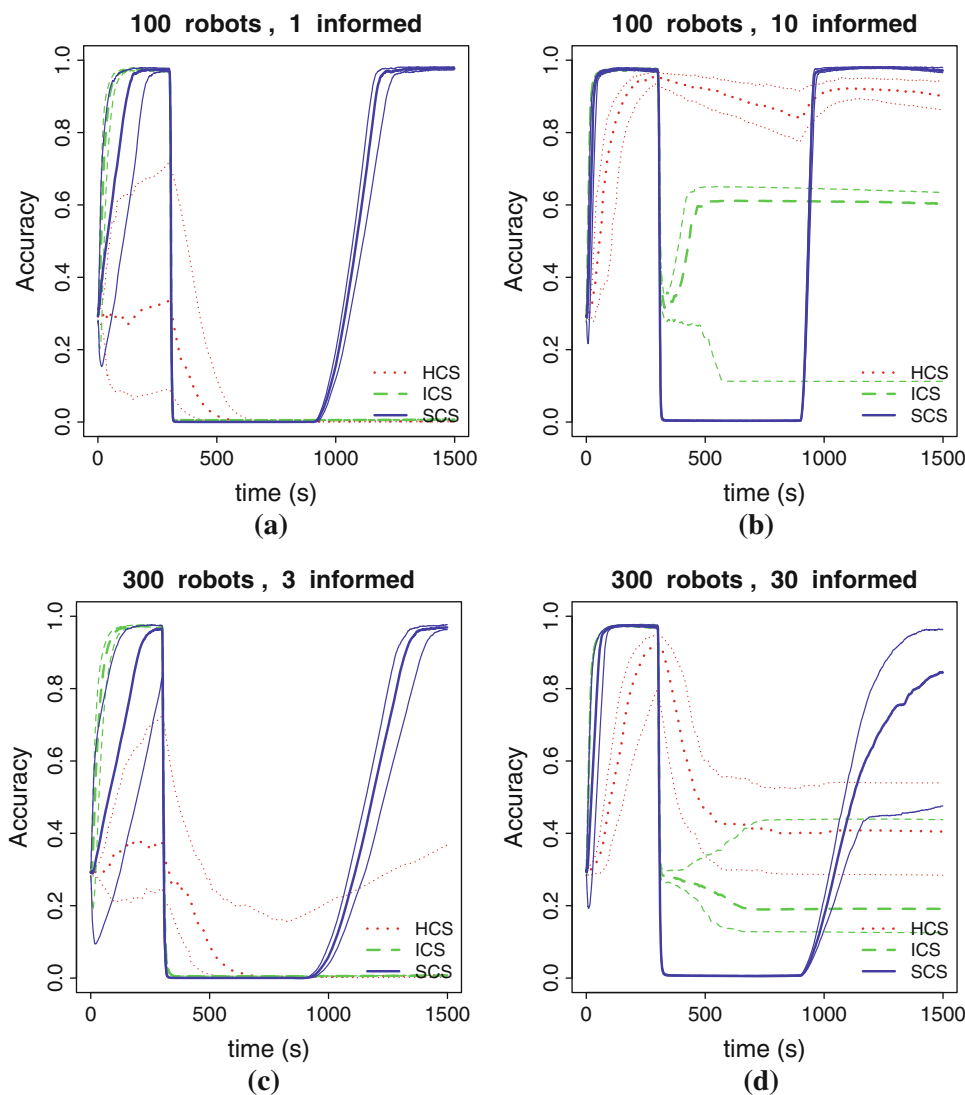 100 robots , 1 informed
Accuracy
0.0 0.2 0.4 0.6 0.8 1.0
HCS
ICS
SCS
0 500 1000 1500
time (s)
(a)
100 robots , 10 informed
Accuracy
0.0 0.2 0.4 0.6 0.8 1.0
HCS
ICS
SCS
0 500 1000 1500
time (s)
(b)
300 robots , 3 informed
Accuracy
0.0 0.2 0.4 0.6 0.8 1.0
HCS
ICS
SCS
0 500 1000 1500
time (s)
(c)
300 robots , 30 informed
Accuracy
0.0 0.2 0.4 0.6 0.8 1.0
HCS
ICS
SCS
0 500 1000 1500
time (s)
(d)